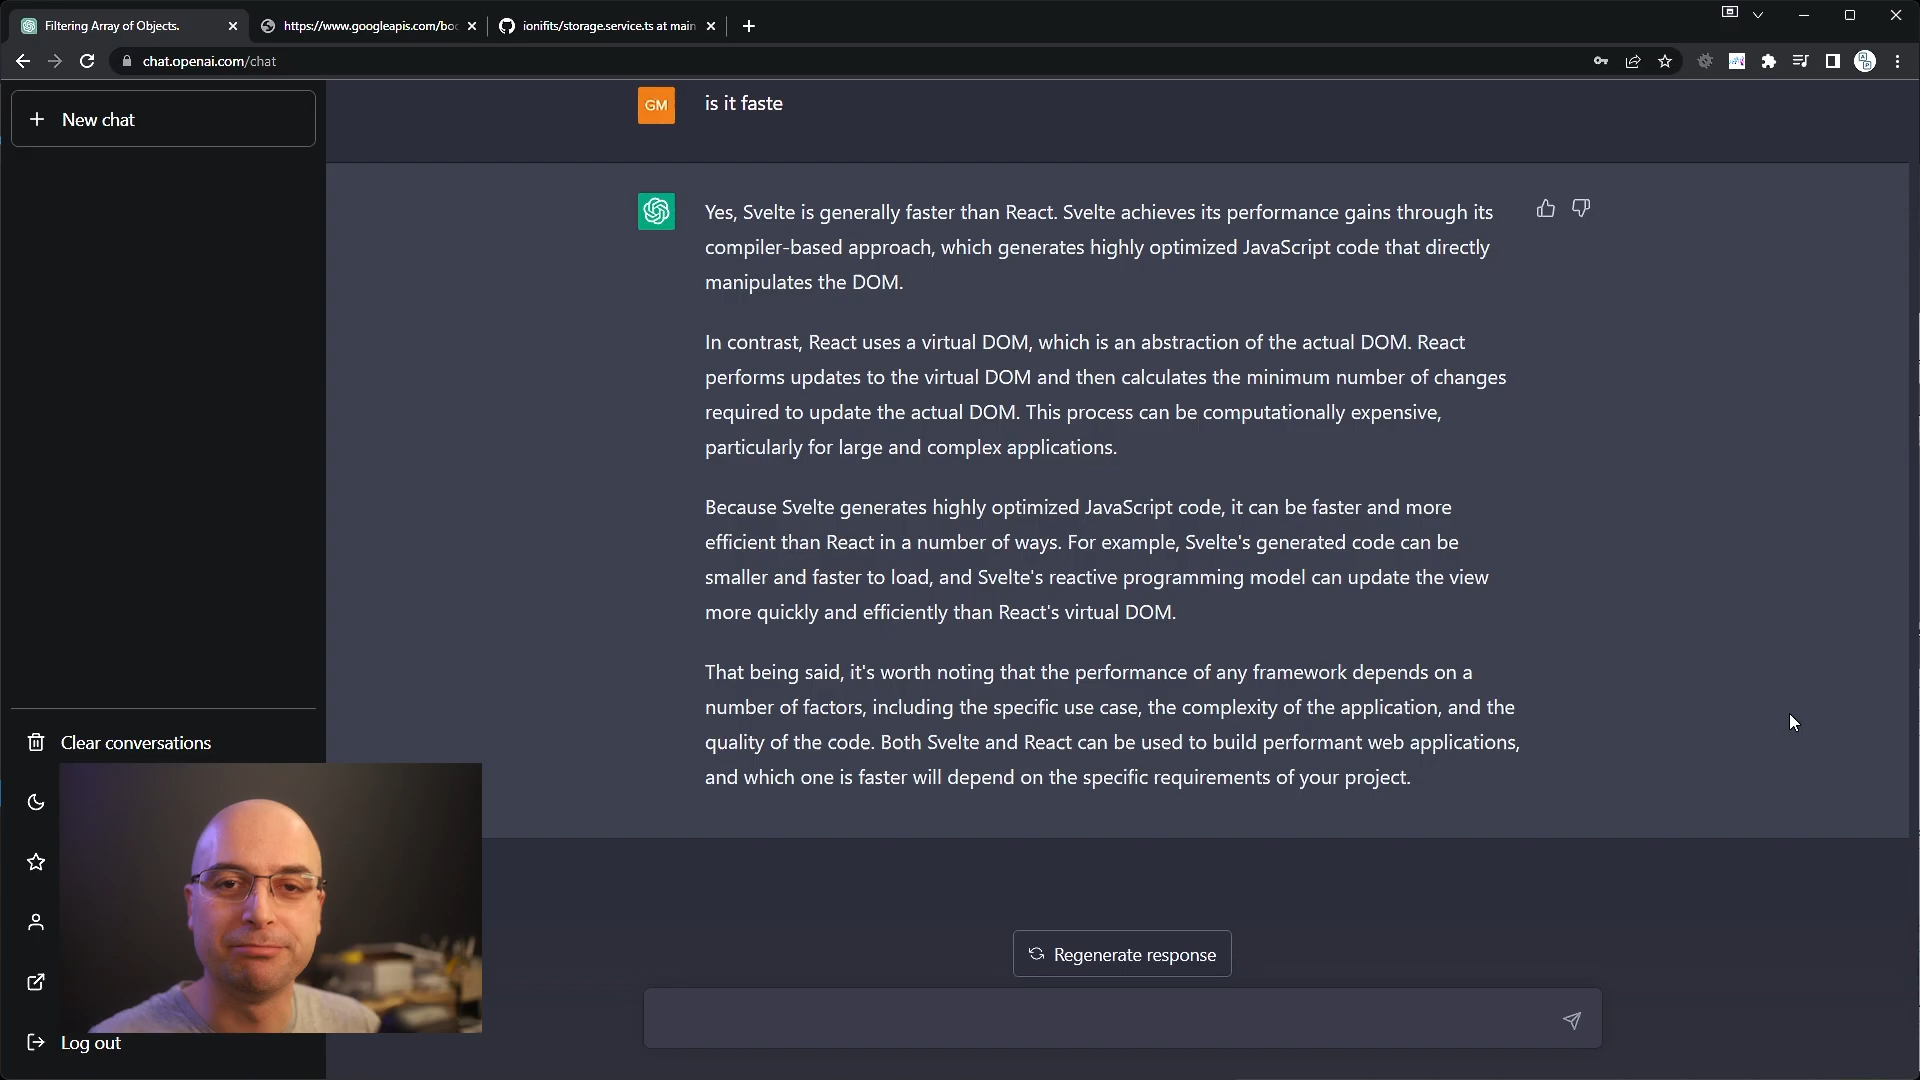 Filtering Array of Objects.
https://www.googleapis.com/boo
ionifits/storage.service.ts at main
chat.openai.com/chat
New chat
GM
is it faste
Yes, Svelte is generally faster than React. Svelte achieves its performance gains through its
compiler-based approach, which generates highly optimized JavaScript code that directly
manipulates the DOM.
In contrast, React uses a virtual DOM, which is an abstraction of the actual DOM. React
performs updates to the virtual DOM and then calculates the minimum number of changes
required to update the actual DOM. This process can be computationally expensive,
particularly for large and complex applications.
Because Svelte generates highly optimized JavaScript code, it can be faster and more
efficient than React in a number of ways. For example, Svelte's generated code can be
smaller and faster to load, and Svelte's reactive programming model can update the view
more quickly and efficiently than React's virtual DOM.
That being said, it's worth noting that the performance of any framework depends on a
number of factors, including the specific use case, the complexity of the application, and the
quality of the code. Both Svelte and React can be used to build performant web applications,
and which one is faster will depend on the specific requirements of your project.
Clear conversations
Regenerate response
Log out